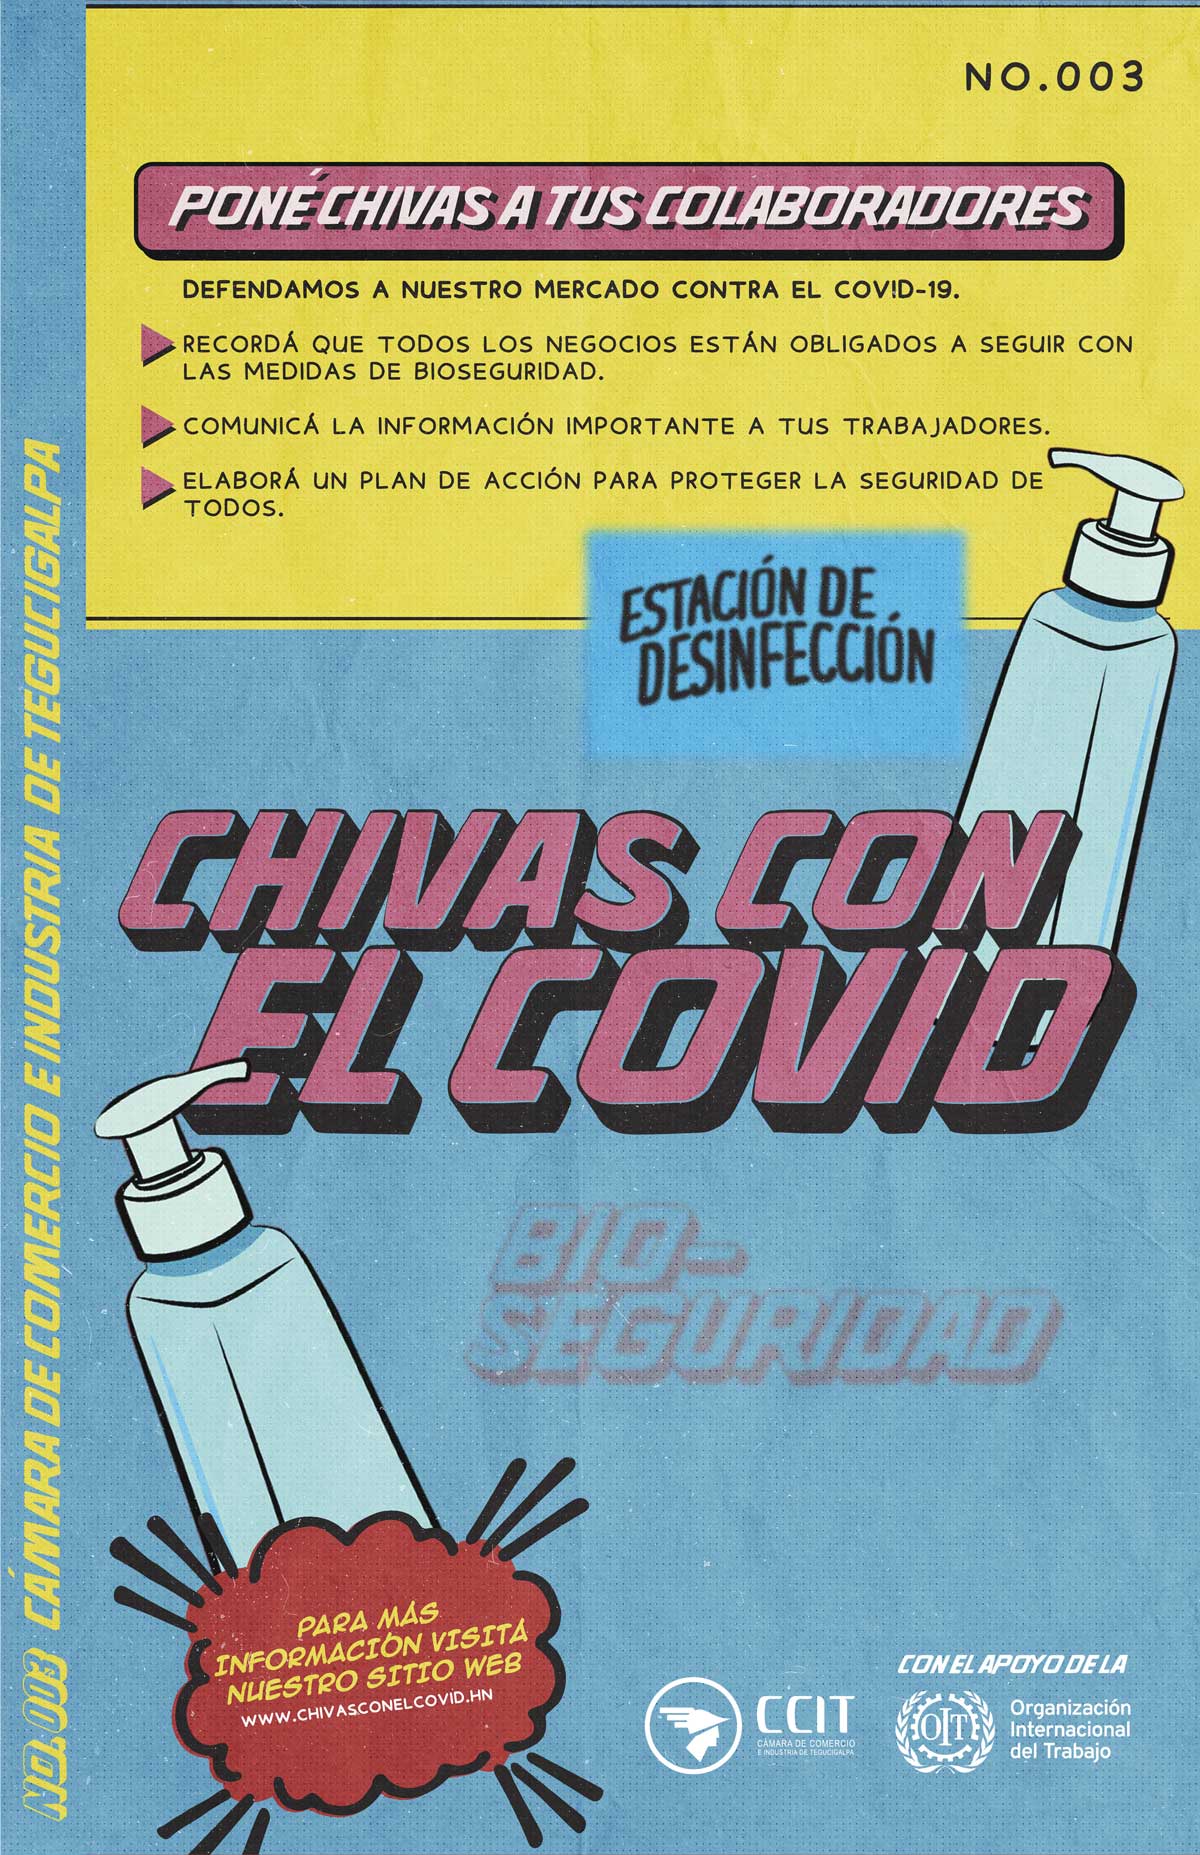 NO.003
PONÉ CHIVAS A TUS COLABORADORES
DEFENDAMOS A NUESTRO MERCADO CONTRA EL COVID-19.
RECORDÁ QUE TODOS LOS NEGOCIOS ESTÁN OBLIGADOS A SEGUIR CON
LAS MEDIDAS DE BIOSEGURIDAD.
COMUNICÁ LA INFORMACIÓN IMPORTANTE A TUS TRABAJADORES.
ELABORÁ UN PLAN DE ACCIÓN PARA PROTEGER LA SEGURIDAD DE
TODOS.
ESTACIÓN DE
DESINFECCIÓN
CHIVAS CON
EL COVID
BIO-
SEGURIDAD
NO. 003 CÁMARA DE COMERCIO E INDUSTRIA DE TEGUCIGALPA
PARA MÁS
INFORMACIÓN VISITÁ
NUESTRO SITIO WEB
WWW.CHIVASCONELCOVID.HN
CCIT
CÁMARA DE COMERCIO
E INDUSTRIA DE TEGUCIGALPA
CON EL APOYO DE LA
OIT
Organización
Internacional
del Trabajo